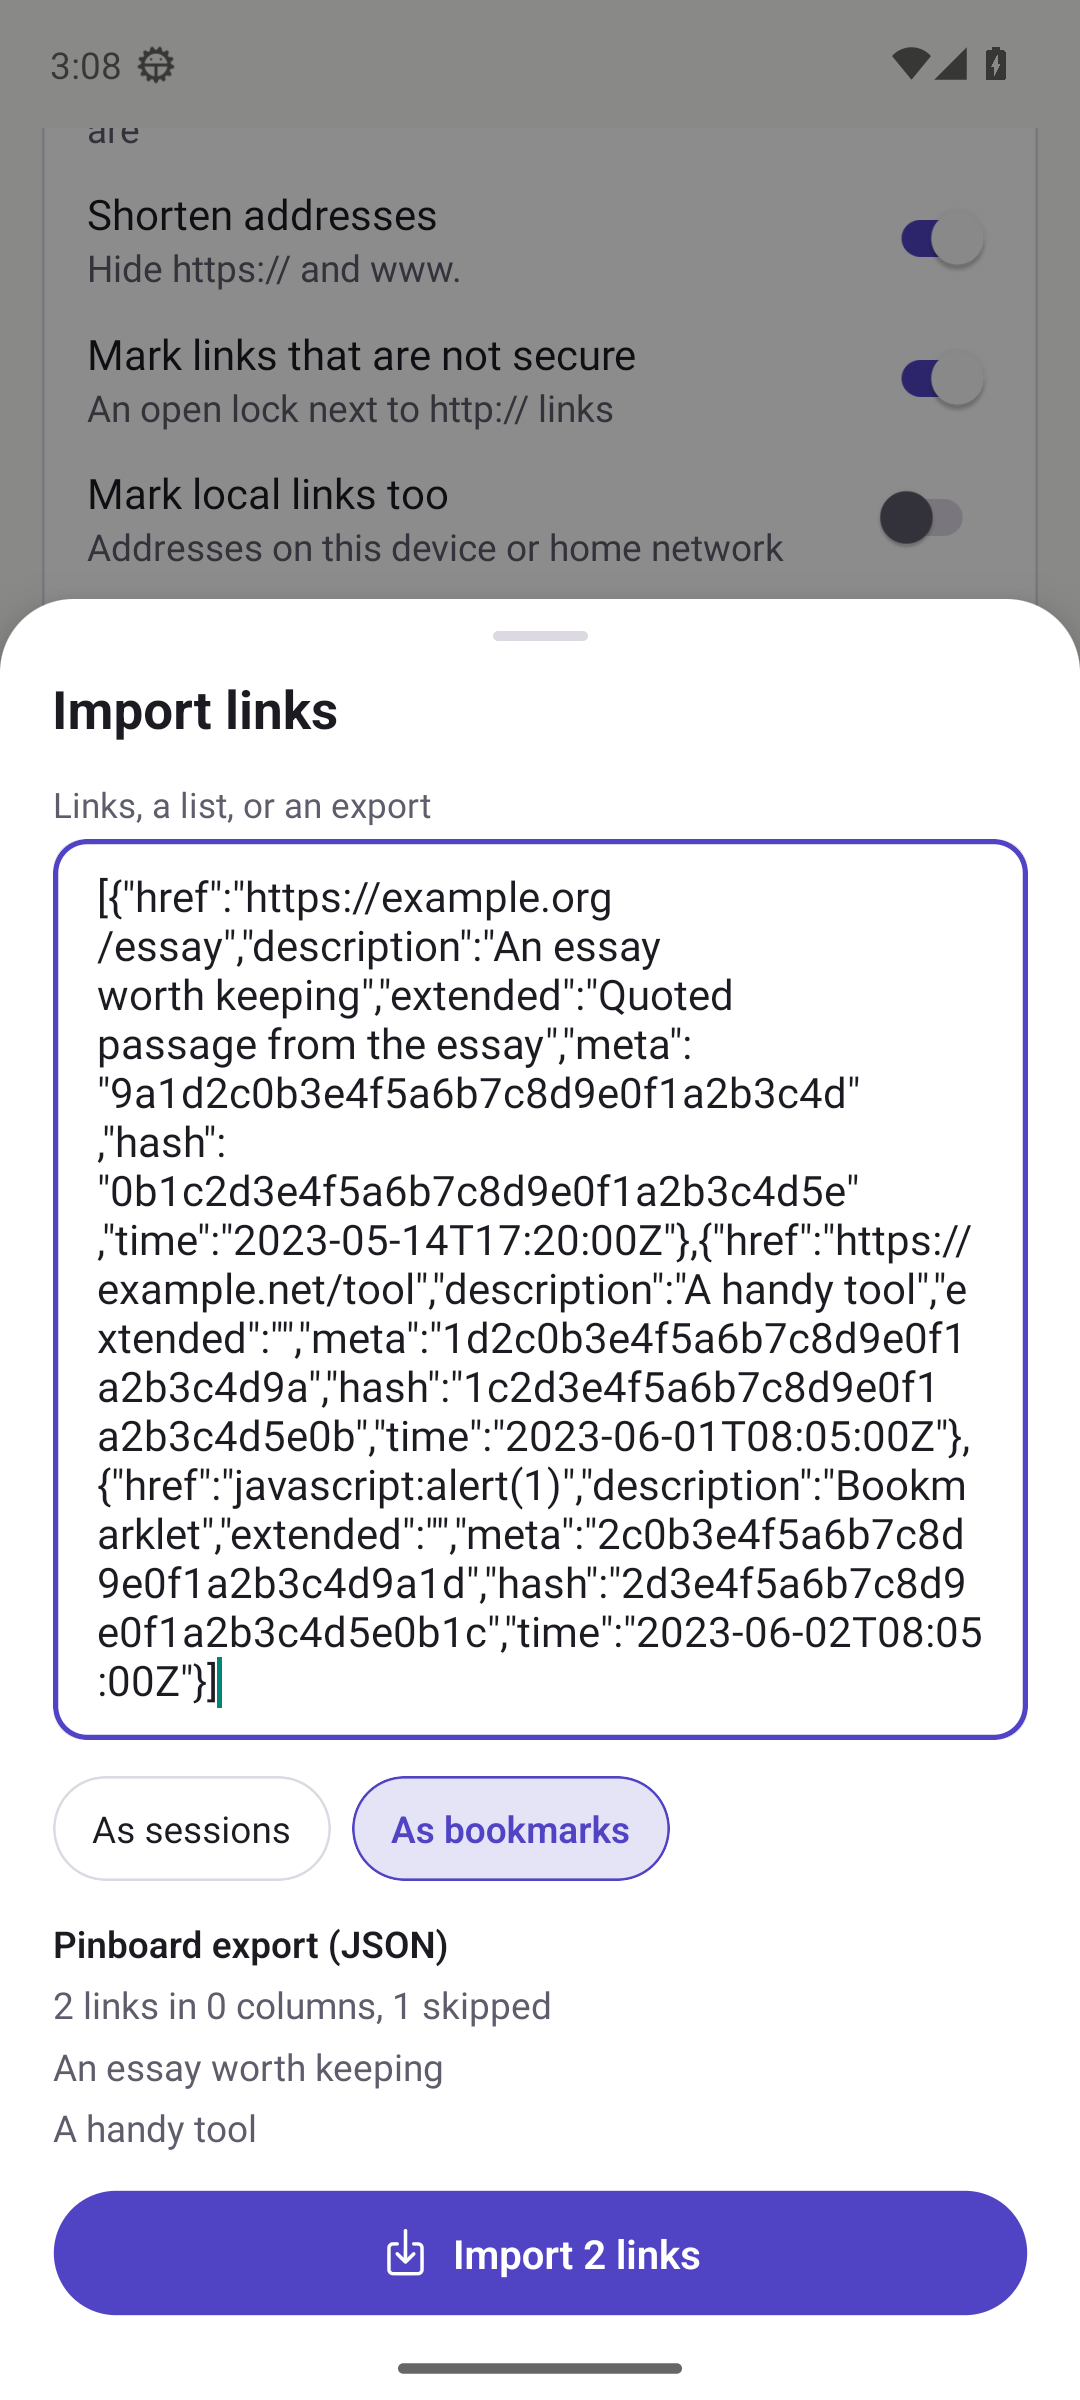 3:08
are
Shorten addresses
Hide https:// and www.
Mark links that are not secure
An open lock next to http:// links
Mark local links too
Addresses on this device or home network
Import links
Links, a list, or an export
[{"href":"https://example.org
/essay","description":"An essay
worth keeping","extended":"Quoted
passage from the essay","meta":
"9a1d2c0b3e4f5a6b7c8d9e0f1a2b3c4d"
,"hash":
"0b1c2d3e4f5a6b7c8d9e0f1a2b3c4d5e"
,"time":"2023-05-14T17:20:00Z"},{"href":"https://
example.net/tool","description":"A handy tool","e
xtended":"","meta":"1d2c0b3e4f5a6b7c8d9e0f1
a2b3c4d9a","hash":"1c2d3e4f5a6b7c8d9e0f1
a2b3c4d5e0b","time":"2023-06-01T08:05:00Z"},
{"href":"javascript:alert(1)","description":"Bookm
arklet","extended":"","meta":"2c0b3e4f5a6b7c8d
9e0f1a2b3c4d9a1d","hash":"2d3e4f5a6b7c8d9
e0f1a2b3c4d5e0b1c","time":"2023-06-02T08:05
:00Z"}]
As sessions
As bookmarks
Pinboard export (JSON)
2 links in 0 columns, 1 skipped
An essay worth keeping
A handy tool
Import 2 links